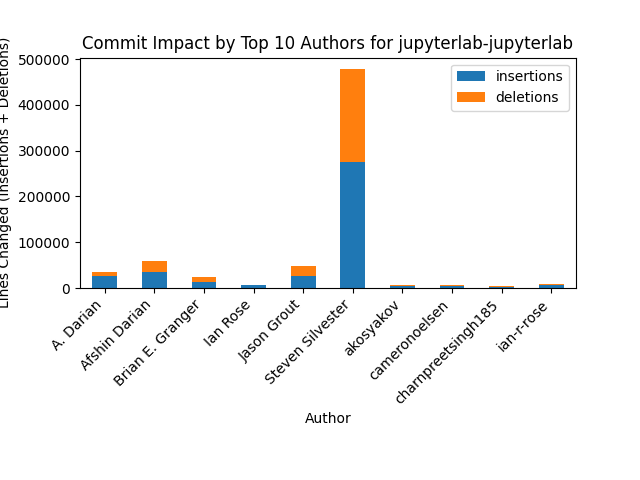 Commit Impact by Top 10 Authors for jupyterlab-jupyterlab
insertions
deletions
Lines Changed (Insertions + Deletions)
500000
400000
300000
200000
100000
0
A. Darian
Afshin Darian
Brian E. Granger
Ian Rose
Jason Grout
Steven Silvester
akosyakov
cameronoelsen
charnpreetsingh185
ian-r-rose
Author